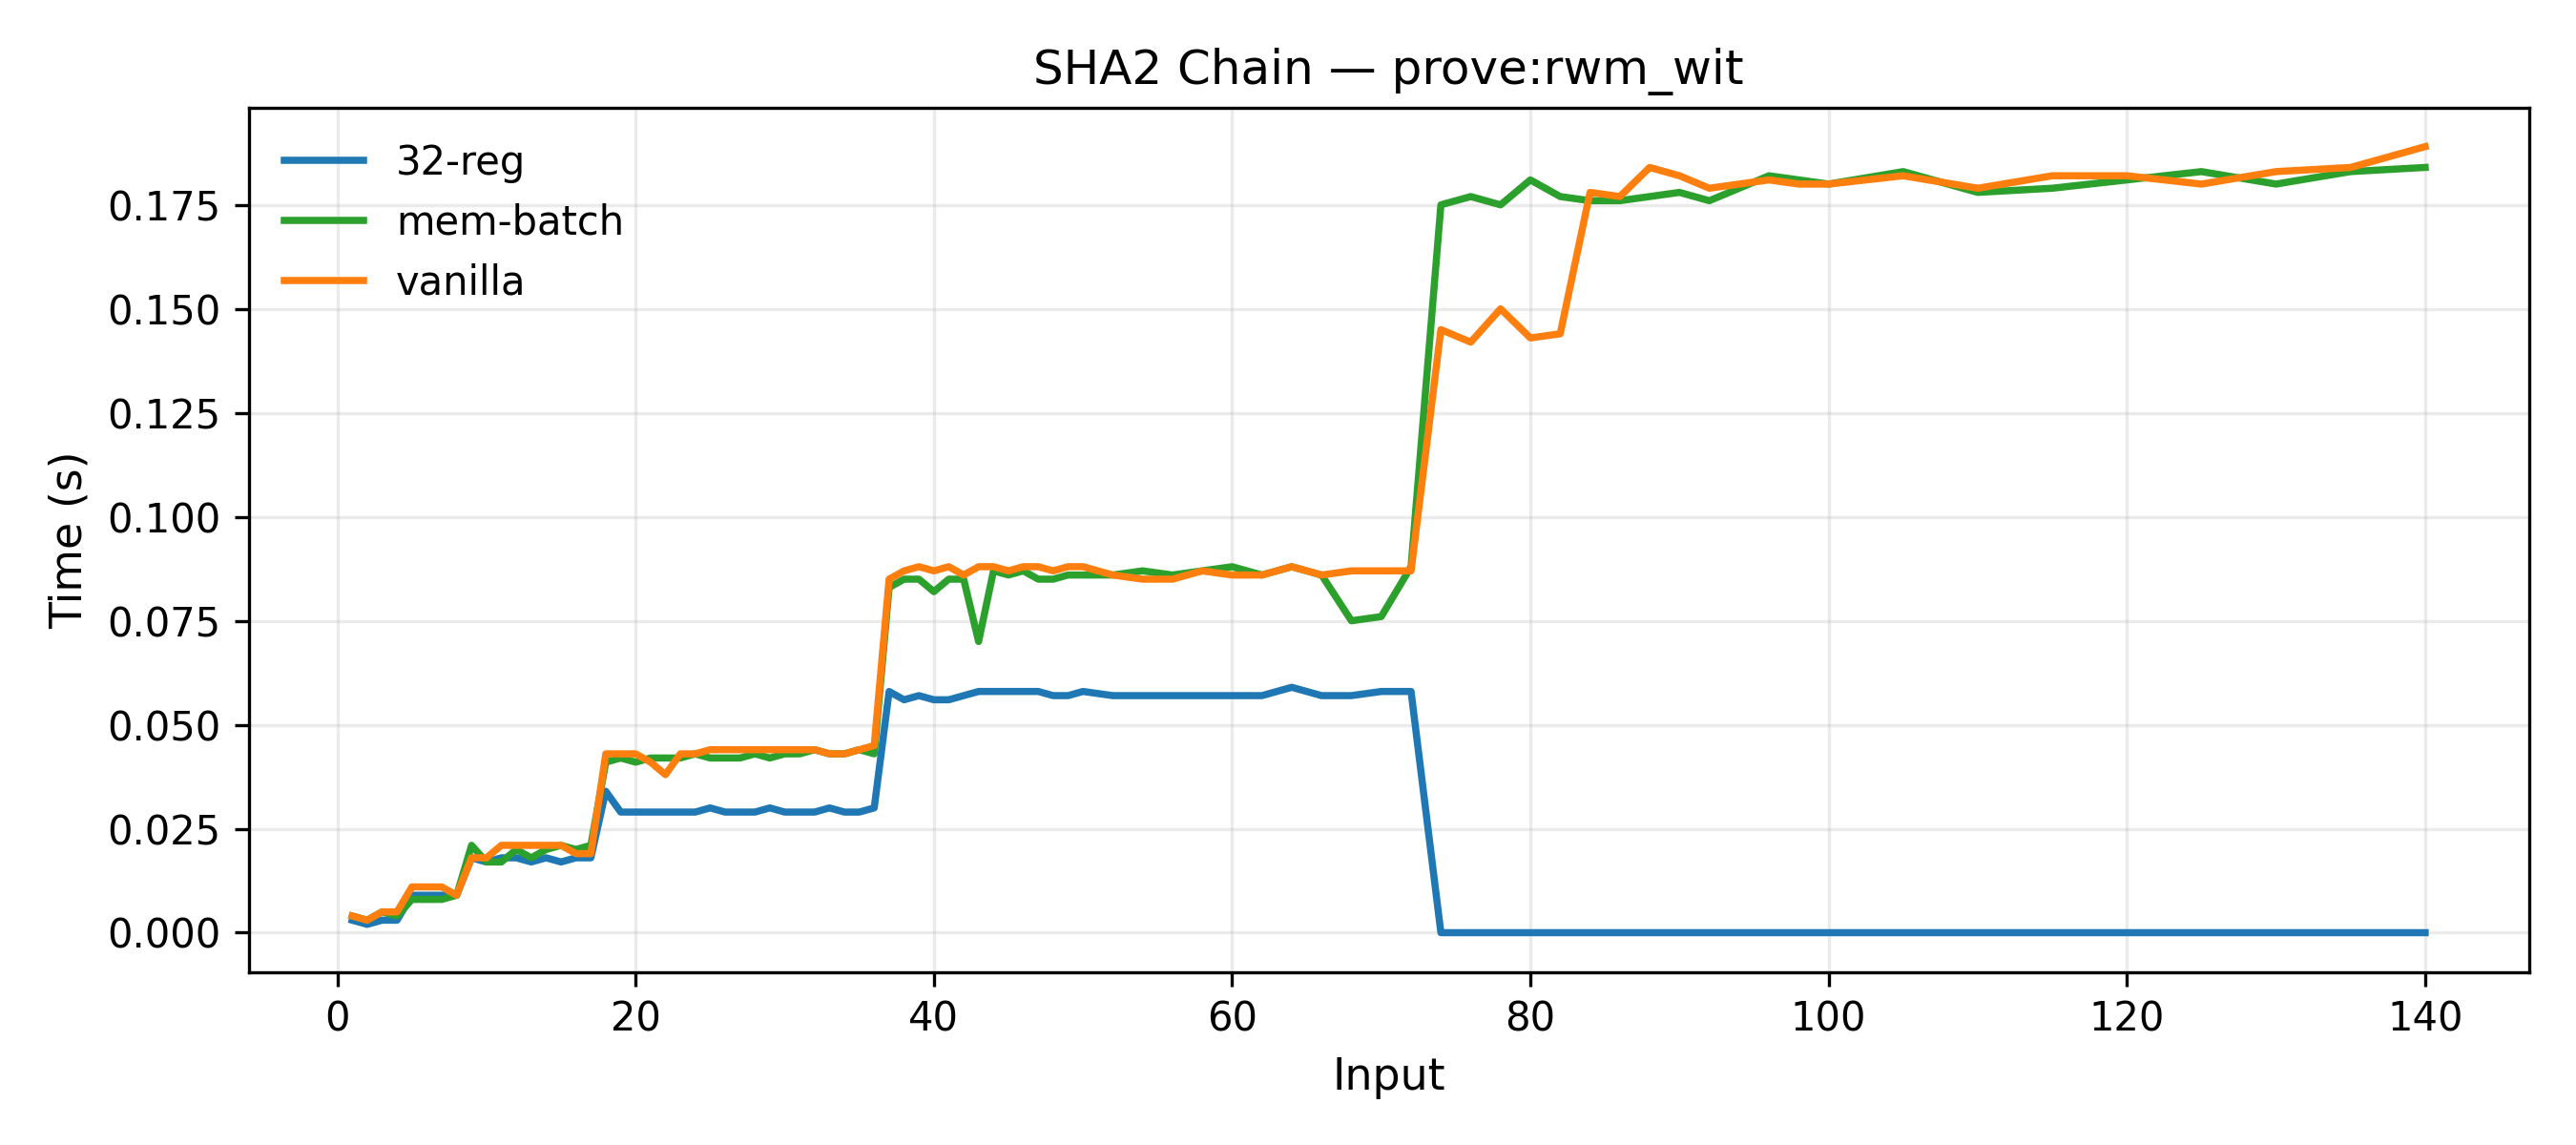 SHA2 Chain — prove:rwm_wit
32-reg
mem-batch
vanilla
Time (s)
0.175
0.150
0.125
0.100
0.075
0.050
0.025
0.000
0 20 40 60 80 100 120 140
Input